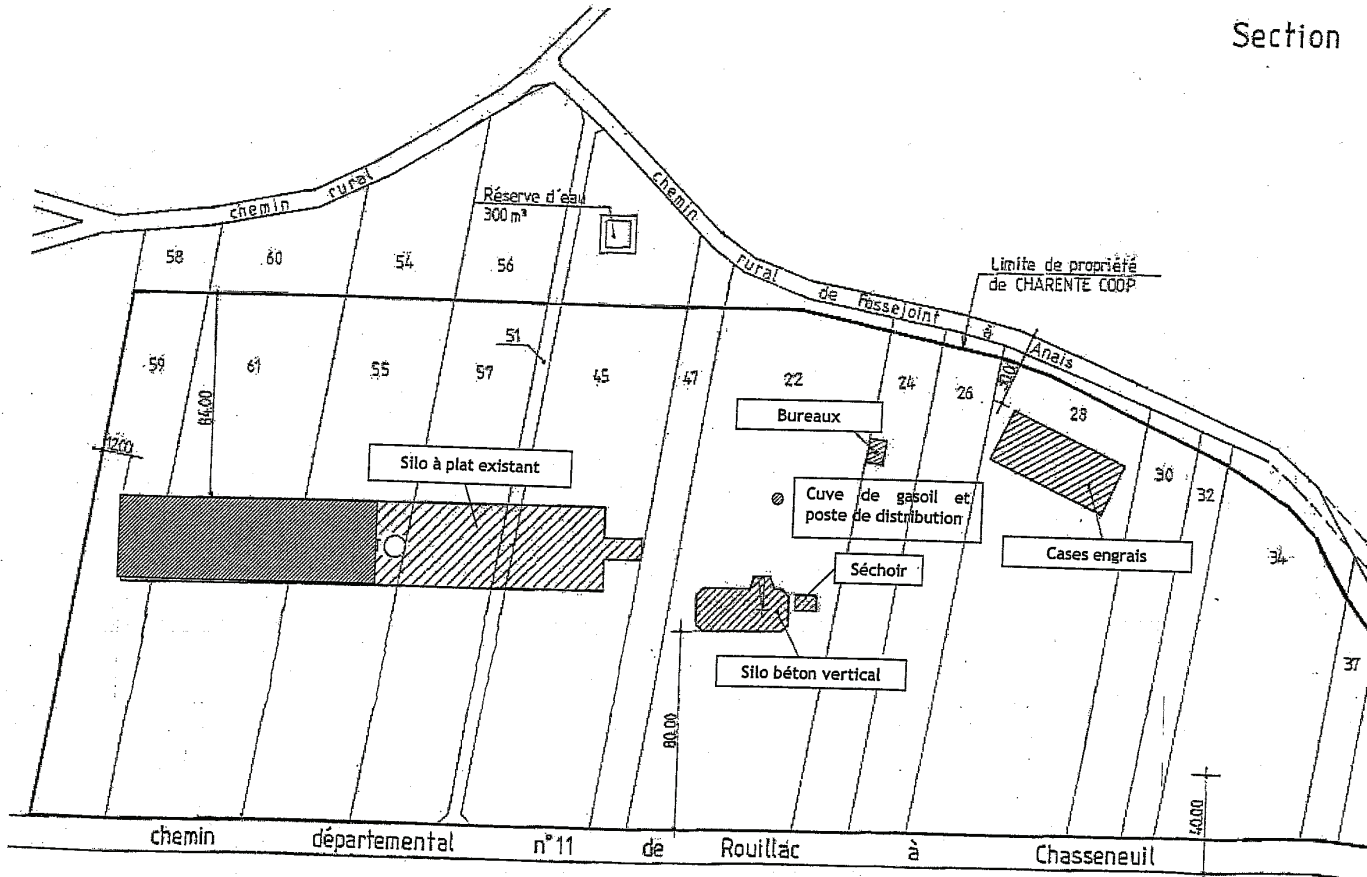 Section
chemin rural
Réserve d'eau
300 m³
chemin rural de Fossejoint à Anais
Limite de propriété
de CHARENTE COOP
58
60
54
56
51
59
61
55
57
45
47
22
24
26
28
30
32
34
37
84.00
12.00
Bureaux
Silo à plat existant
Cuve de gasoil et
poste de distribution
Cases engrais
Séchoir
Silo béton vertical
80.00
40.00
chemin départemental n°11 de Rouillac à Chasseneuil